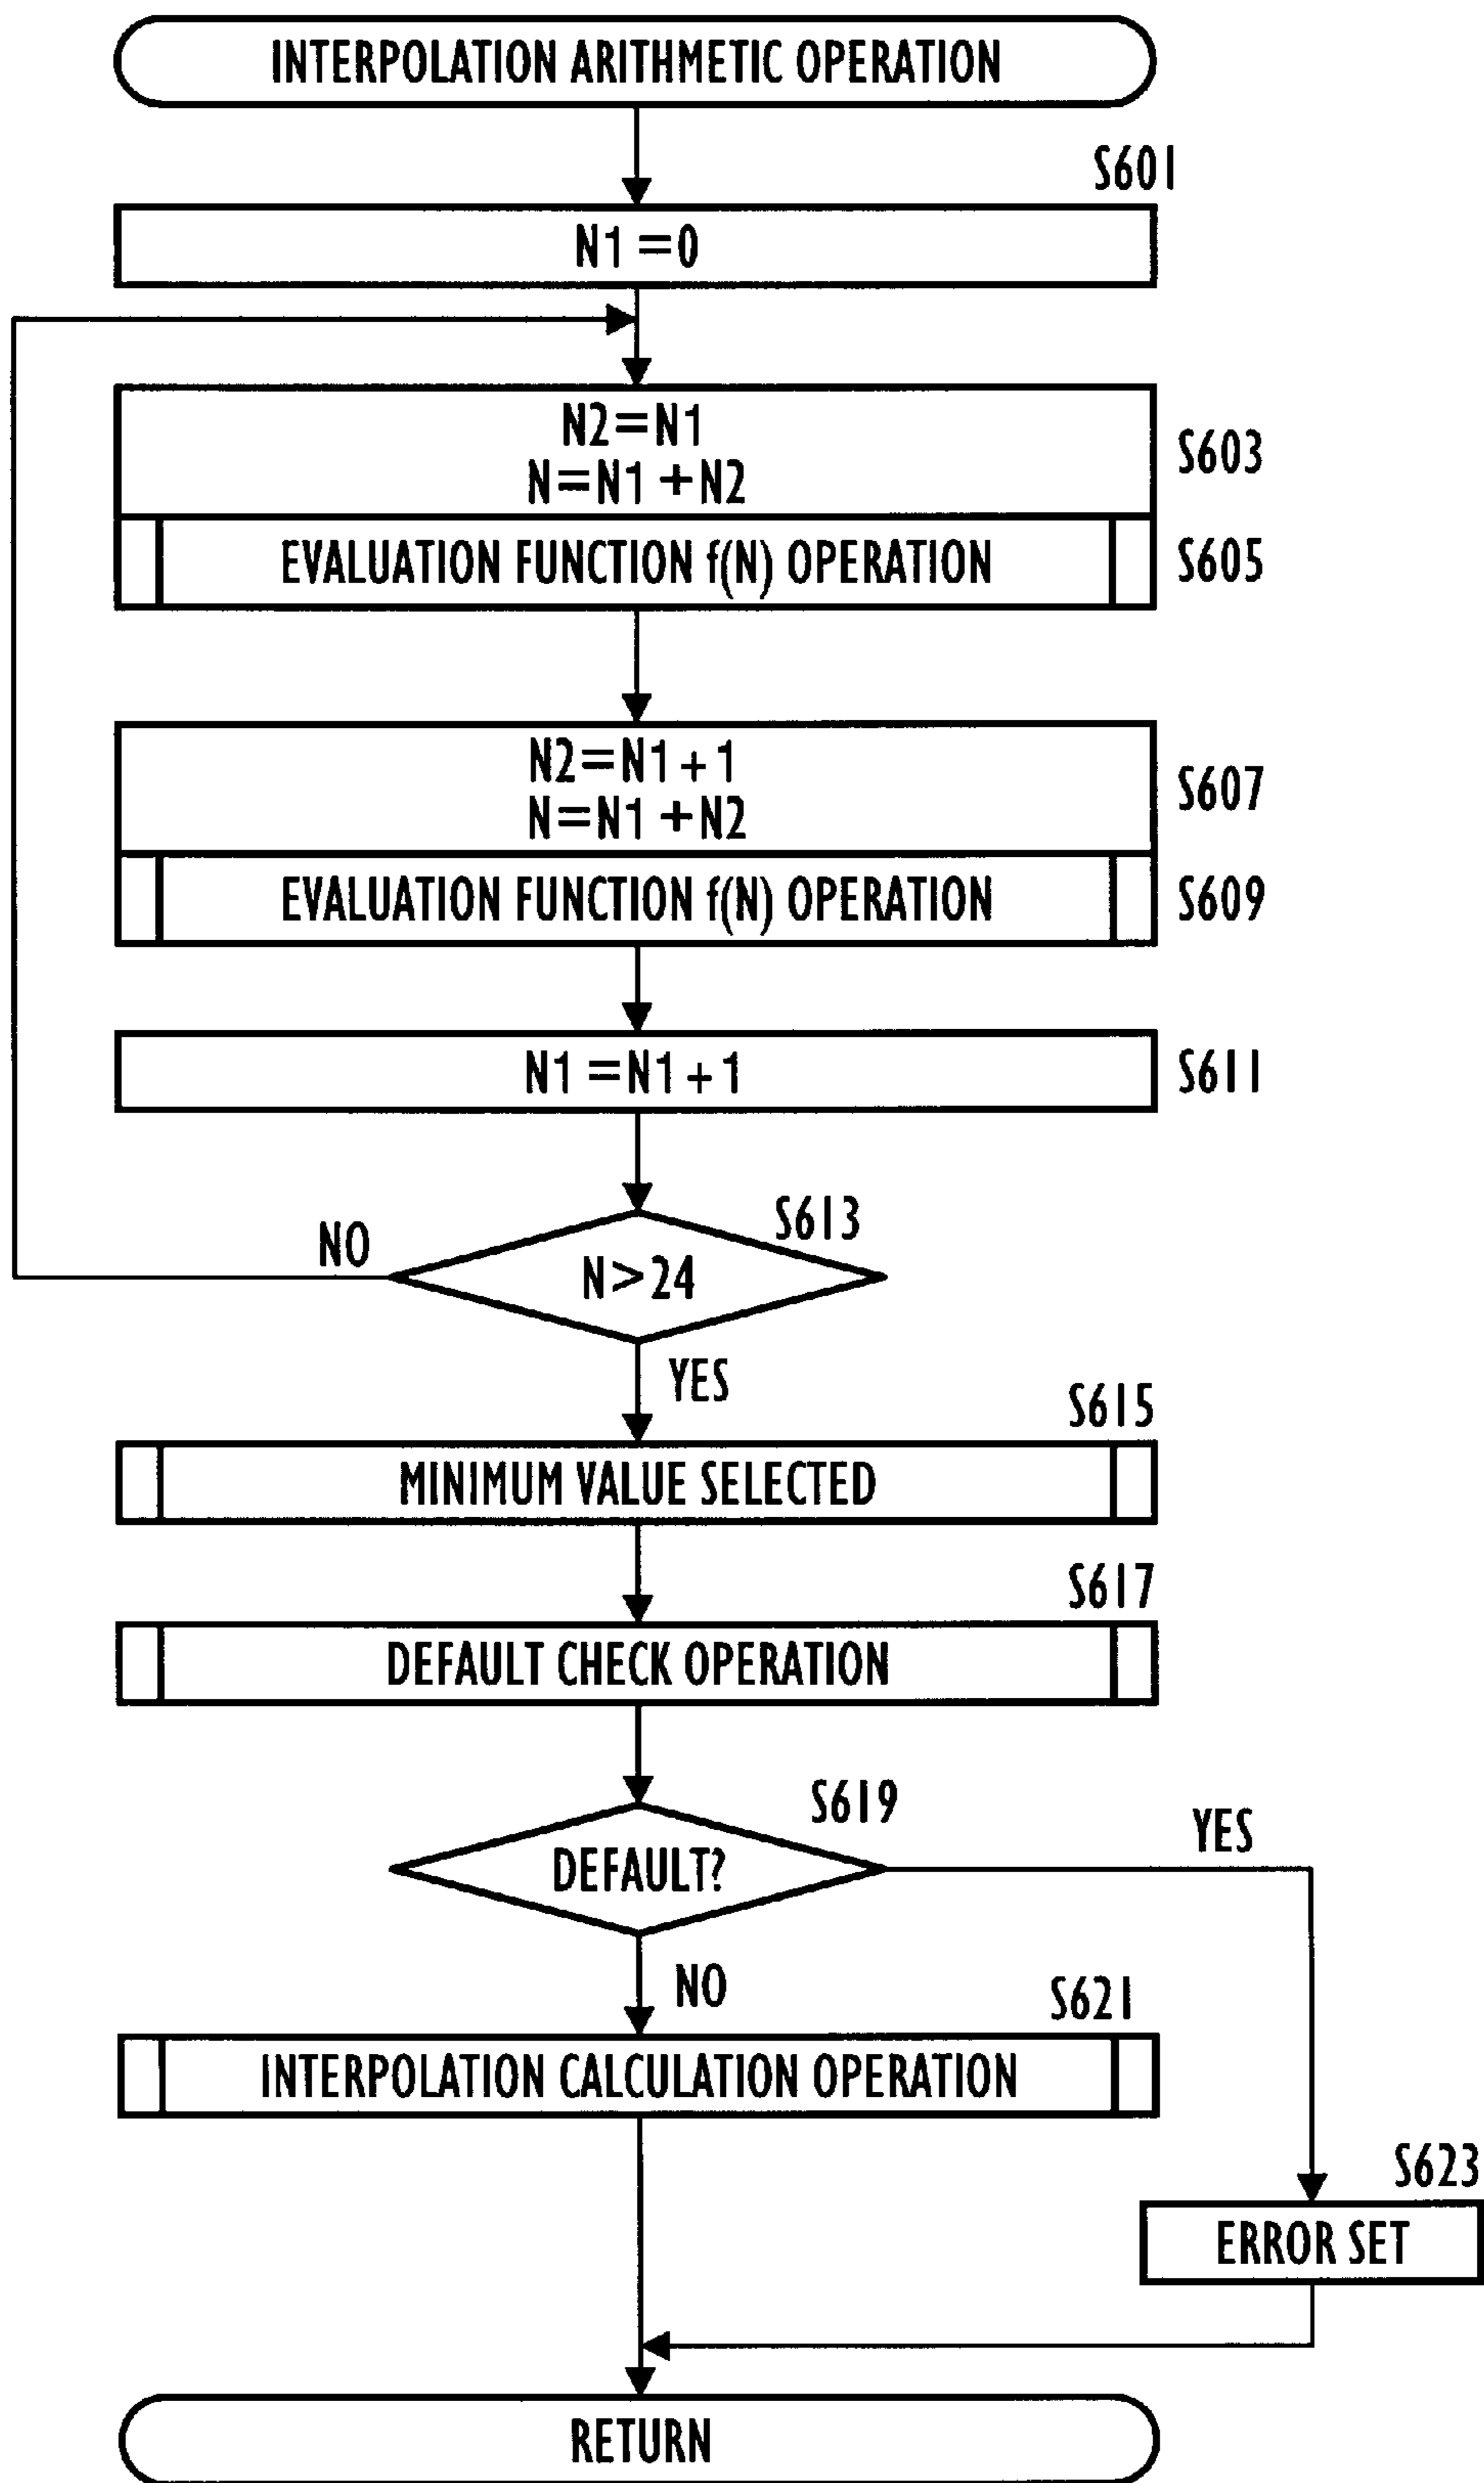 INTERPOLATION ARITHMETIC OPERATION
S601
N1=0
N2=N1
N=N1+N2
S603
EVALUATION FUNCTION f(N) OPERATION
S605
N2=N1+1
N=N1+N2
S607
EVALUATION FUNCTION f(N) OPERATION
S609
N1=N1+1
S611
S613
NO
N>24
YES
S615
MINIMUM VALUE SELECTED
S617
DEFAULT CHECK OPERATION
S619
YES
DEFAULT?
NO
S621
INTERPOLATION CALCULATION OPERATION
S623
ERROR SET
RETURN